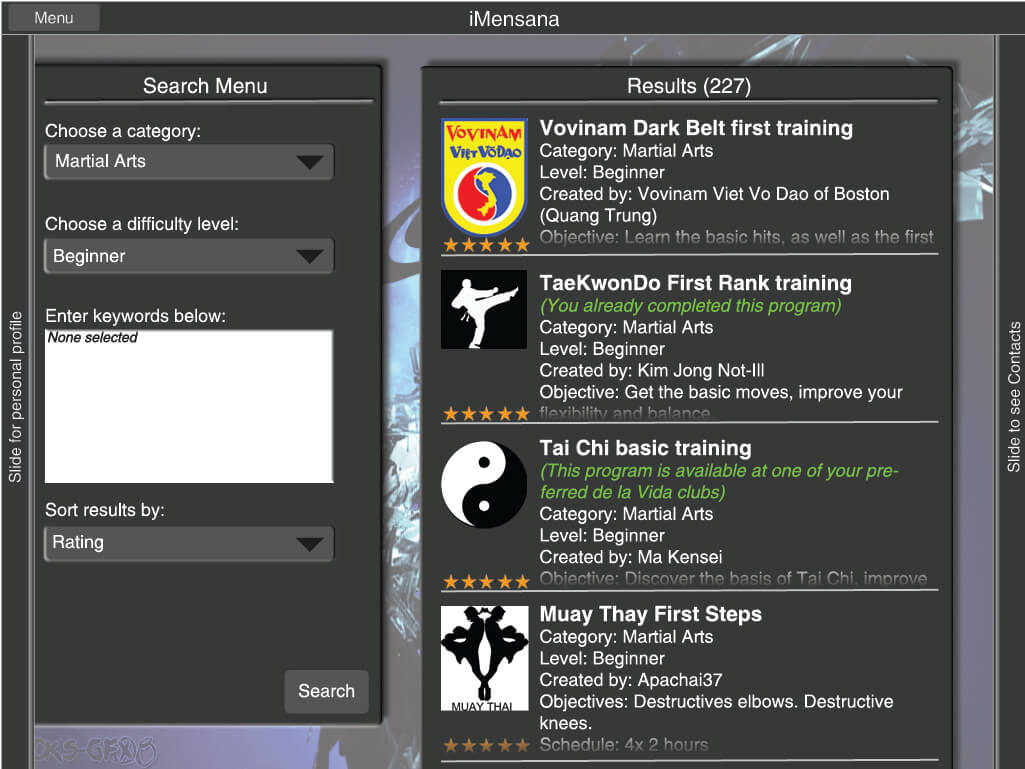 Menu
iMensana
Slide for personal profile
Search Menu
Choose a category:
Martial Arts
Choose a difficulty level:
Beginner
Enter keywords below:
None selected
Sort results by:
Rating
Search
Results (227)
VOVINAM
VIỆT VÕ ĐẠO
Vovinam Dark Belt first training
Category: Martial Arts
Level: Beginner
Created by: Vovinam Viet Vo Dao of Boston
(Quang Trung)
Objective: Learn the basic hits, as well as the first
TaeKwonDo First Rank training
(You already completed this program)
Category: Martial Arts
Level: Beginner
Created by: Kim Jong Not-Ill
Objective: Get the basic moves, improve your
flexibility and balance.
Tai Chi basic training
(This program is available at one of your pre-
ferred de la Vida clubs)
Category: Martial Arts
Level: Beginner
Created by: Ma Kensei
Objective: Discover the basis of Tai Chi, improve
MUAY THAI
Muay Thay First Steps
Category: Martial Arts
Level: Beginner
Created by: Apachai37
Objectives: Destructives elbows. Destructive
knees.
Schedule: 4x 2 hours
Slide to see Contacts